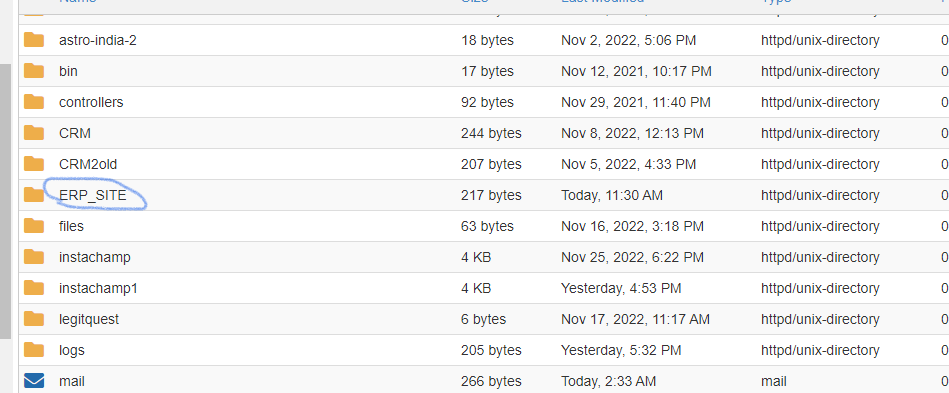 Size Last Modified Type
astro-india-2 18 bytes Nov 2, 2022, 5:06 PM httpd/unix-directory 0
bin 17 bytes Nov 12, 2021, 10:17 PM httpd/unix-directory 0
controllers 92 bytes Nov 29, 2021, 11:40 PM httpd/unix-directory 0
CRM 244 bytes Nov 8, 2022, 12:13 PM httpd/unix-directory 0
CRM2old 207 bytes Nov 5, 2022, 4:33 PM httpd/unix-directory 0
ERP_SITE 217 bytes Today, 11:30 AM httpd/unix-directory 0
files 63 bytes Nov 16, 2022, 3:18 PM httpd/unix-directory 0
instachamp 4 KB Nov 25, 2022, 6:22 PM httpd/unix-directory 0
instachamp1 4 KB Yesterday, 4:53 PM httpd/unix-directory 0
legitquest 6 bytes Nov 17, 2022, 11:17 AM httpd/unix-directory 0
logs 205 bytes Yesterday, 5:32 PM httpd/unix-directory 0
mail 266 bytes Today, 2:33 AM mail 0